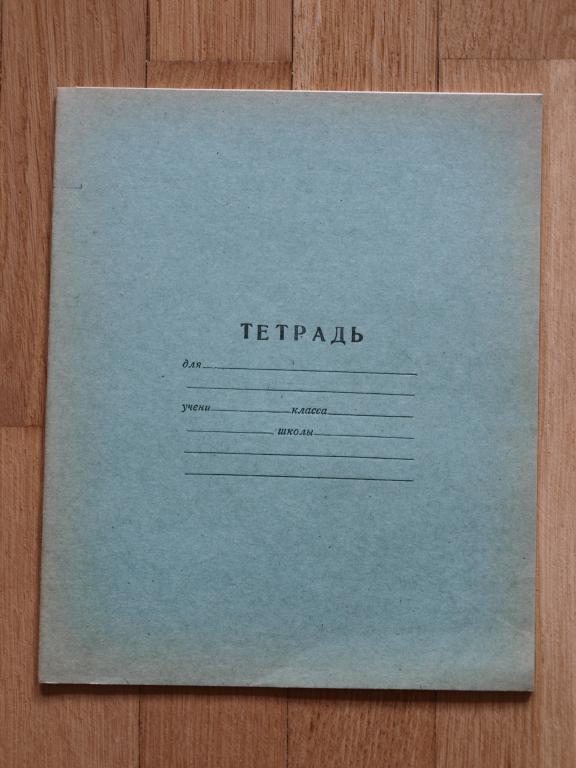 ТЕТРАДЬ
для
учени класса
школы